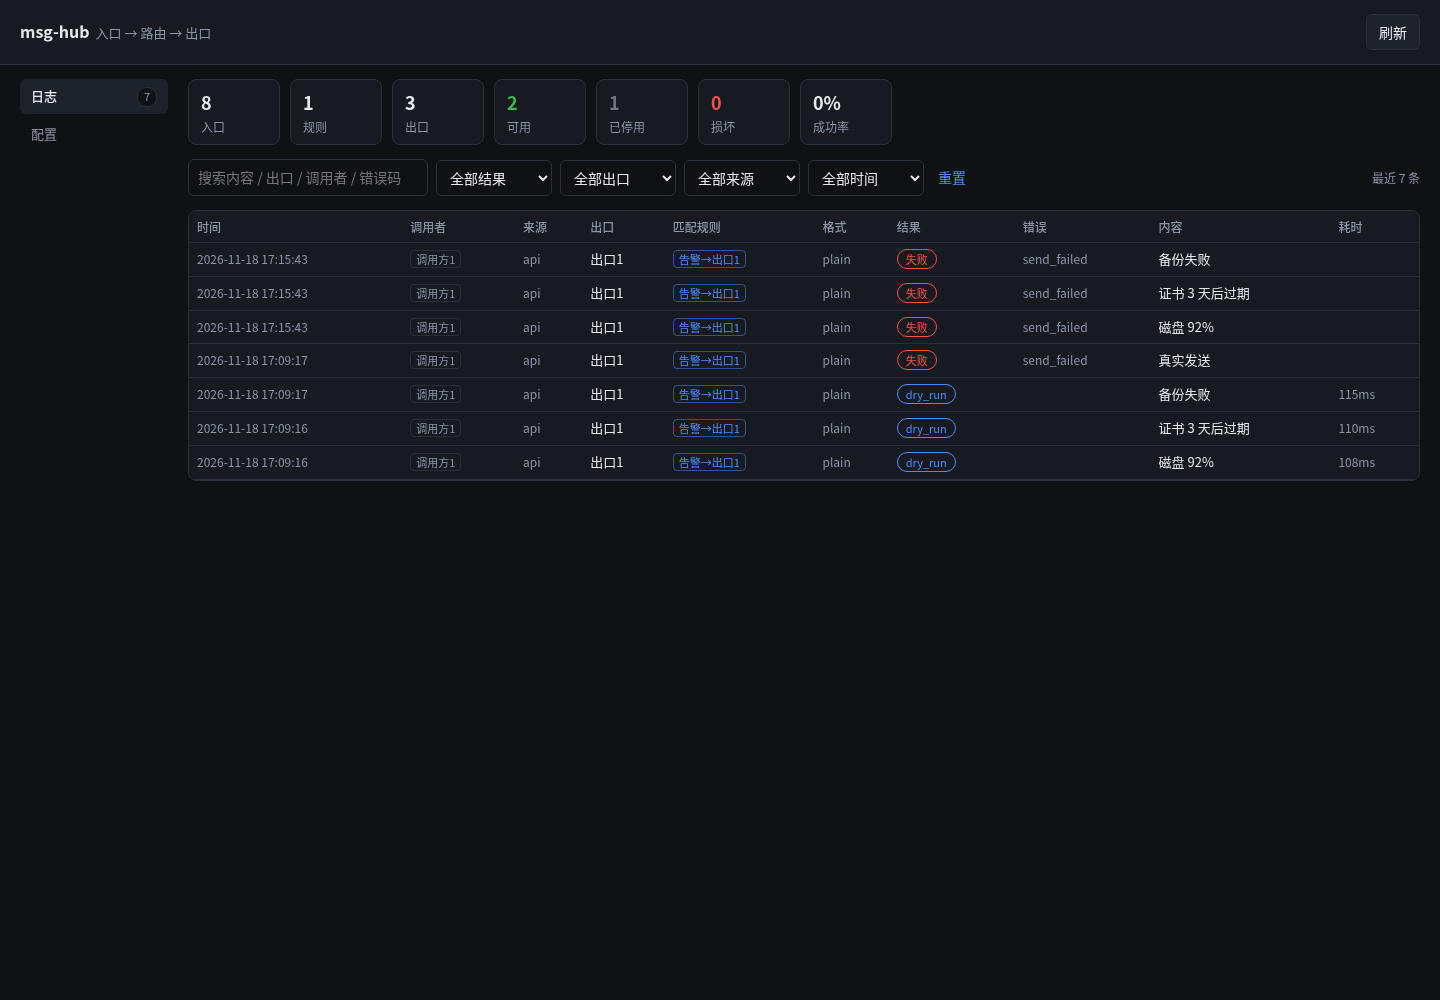 msg-hub 入口 → 路由 → 出口
刷新
日志 7
配置
8 1 3 2 1 0 0%
入口 规则 出口 可用 已停用 损坏 成功率
搜索内容 / 出口 / 调用者 / 错误码 全部结果 全部出口 全部来源 全部时间 重置 最近 7 条
时间 调用者 来源 出口 匹配规则 格式 结果 错误 内容 耗时
2026-11-18 17:15:43 调用方1 api 出口1 告警→出口1 plain 失败 send_failed 备份失败
2026-11-18 17:15:43 调用方1 api 出口1 告警→出口1 plain 失败 send_failed 证书 3 天后过期
2026-11-18 17:15:43 调用方1 api 出口1 告警→出口1 plain 失败 send_failed 磁盘 92%
2026-11-18 17:09:17 调用方1 api 出口1 告警→出口1 plain 失败 send_failed 真实发送
2026-11-18 17:09:17 调用方1 api 出口1 告警→出口1 plain dry_run 备份失败 115ms
2026-11-18 17:09:16 调用方1 api 出口1 告警→出口1 plain dry_run 证书 3 天后过期 110ms
2026-11-18 17:09:16 调用方1 api 出口1 告警→出口1 plain dry_run 磁盘 92% 108ms